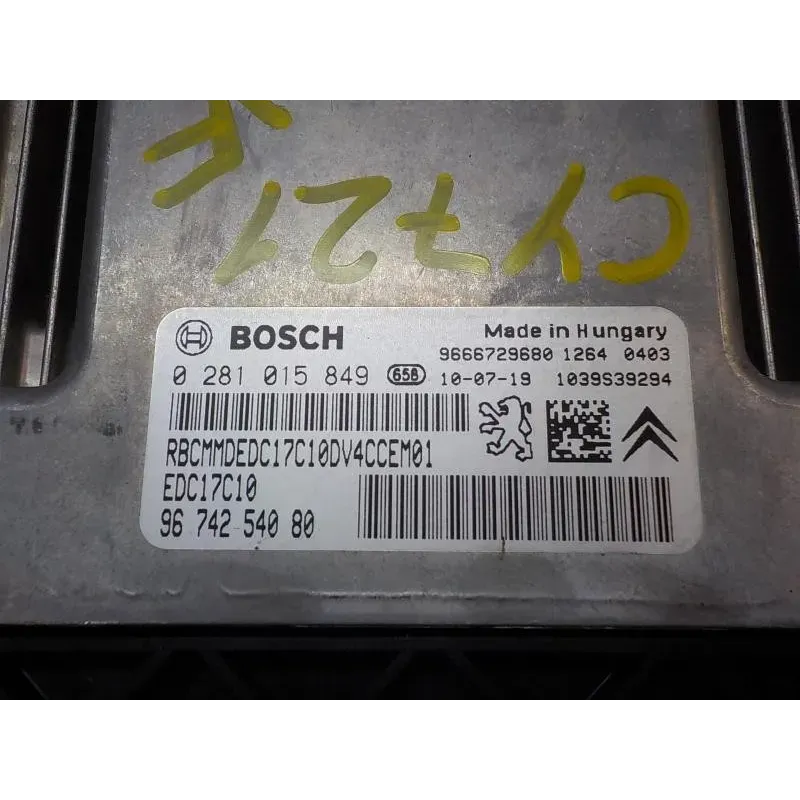 CY721
F
BOSCH
Made in Hungary
9666729680 1264 0403
0 281 015 849 658 10-07-19 1039S39294
RBCMMDEDC17C10DV4CCEM01
EDC17C10
96 742 540 80